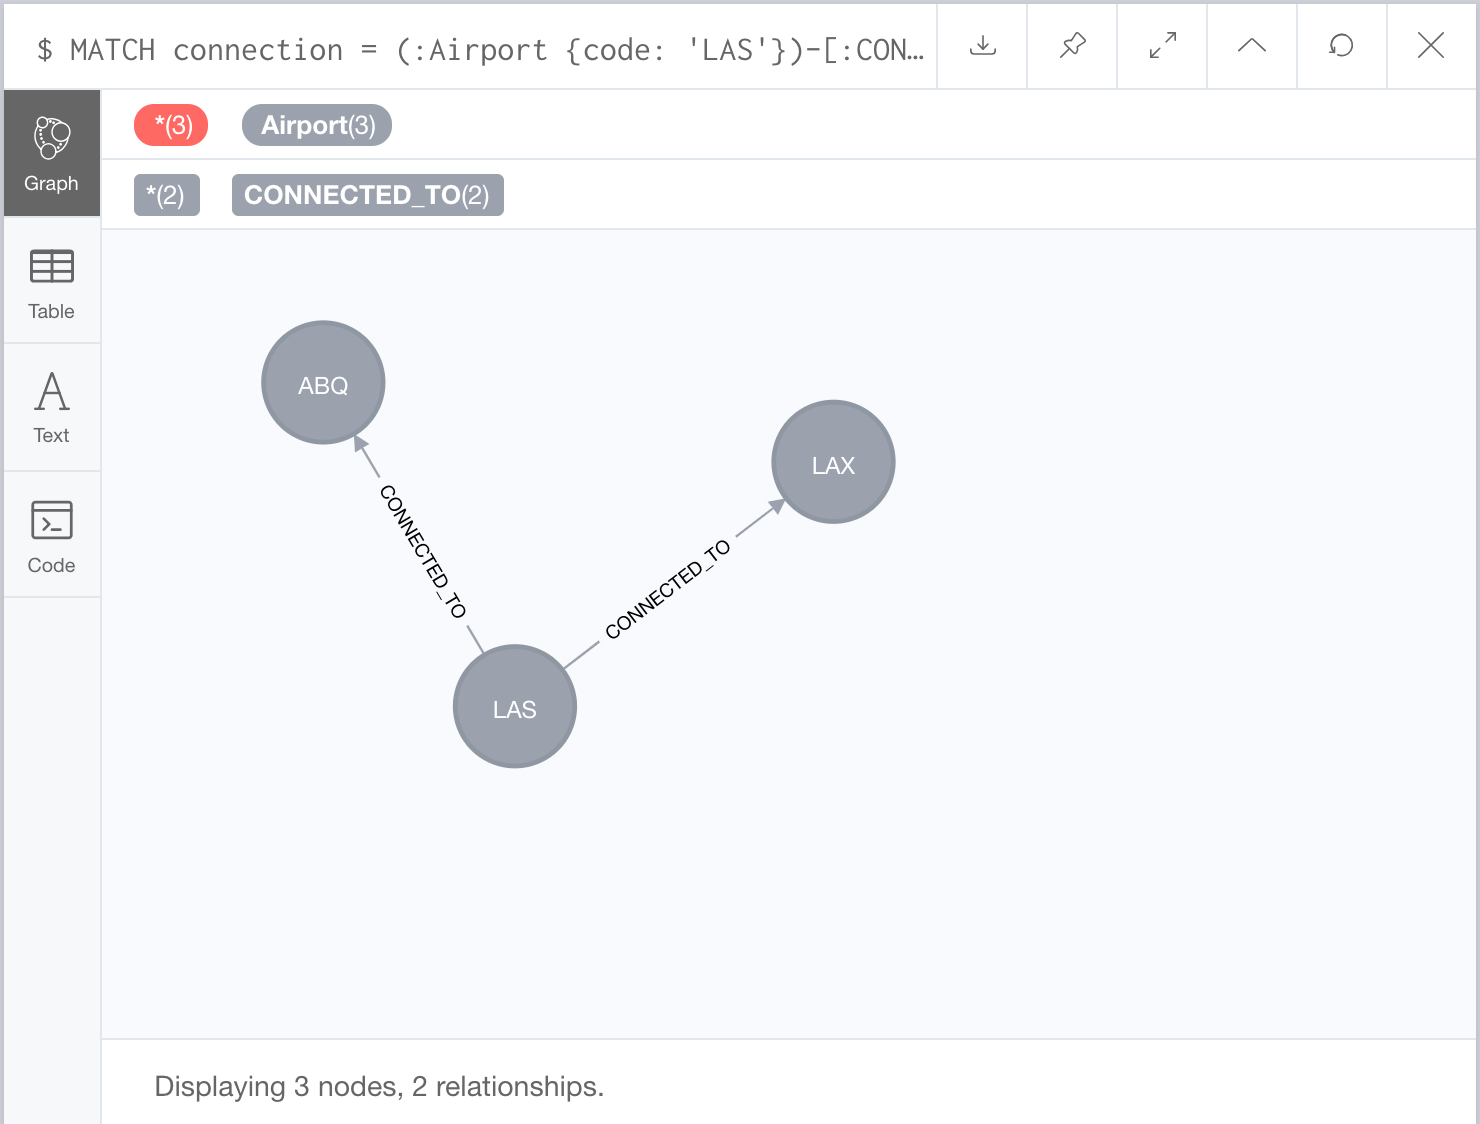 $ MATCH connection = (:Airport {code: 'LAS'})-[:CON…
Graph
*(3) Airport(3)
*(2) CONNECTED_TO(2)
Table
Text
Code
ABQ
LAX
CONNECTED_TO
CONNECTED_TO
LAS
Displaying 3 nodes, 2 relationships.